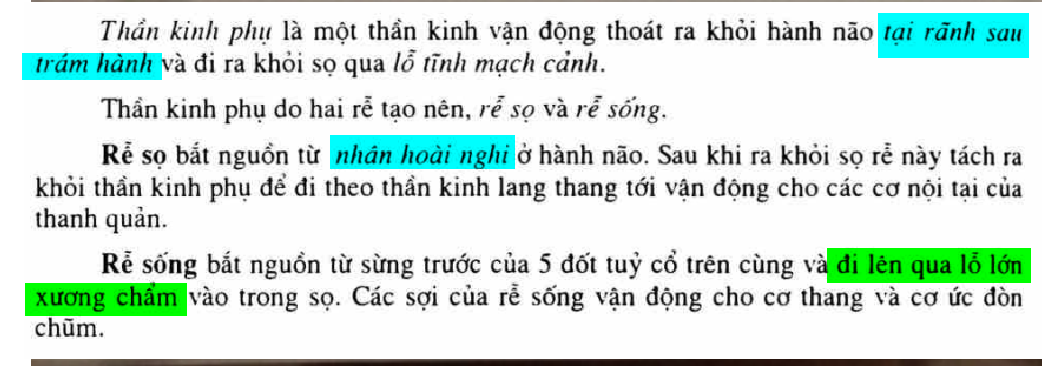 Thần kinh phụ là một thần kinh vận động thoát ra khỏi hành não tại rãnh sau
trám hành và đi ra khỏi sọ qua lỗ tĩnh mạch cảnh.
Thần kinh phụ do hai rễ tạo nên, rễ sọ và rễ sống.
Rễ sọ bắt nguồn từ nhân hoài nghi ở hành não. Sau khi ra khỏi sọ rễ này tách ra
khỏi thần kinh phụ để đi theo thần kinh lang thang tới vận động cho các cơ nội tại của
thanh quản.
Rễ sống bắt nguồn từ sừng trước của 5 đốt tuỷ cổ trên cùng và đi lên qua lỗ lớn
xương chẩm vào trong sọ. Các sợi của rễ sống vận động cho cơ thang và cơ ức đòn
chũm.